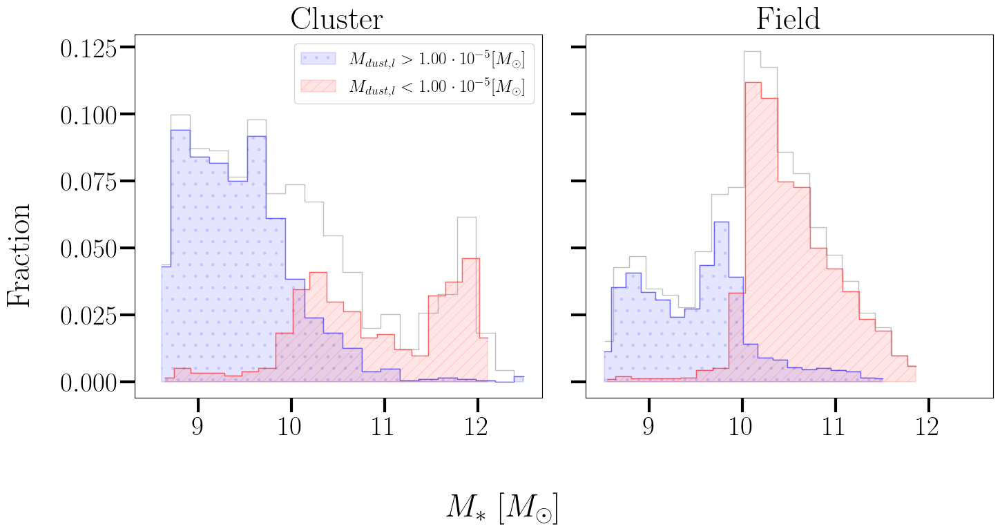 Cluster
Field
M_{dust,l} > 1.00 · 10^{-5}[M_⊙]
M_{dust,l} < 1.00 · 10^{-5}[M_⊙]
0.125
0.100
0.075
0.050
0.025
0.000
Fraction
9 10 11 12
9 10 11 12
M_* [M_⊙]